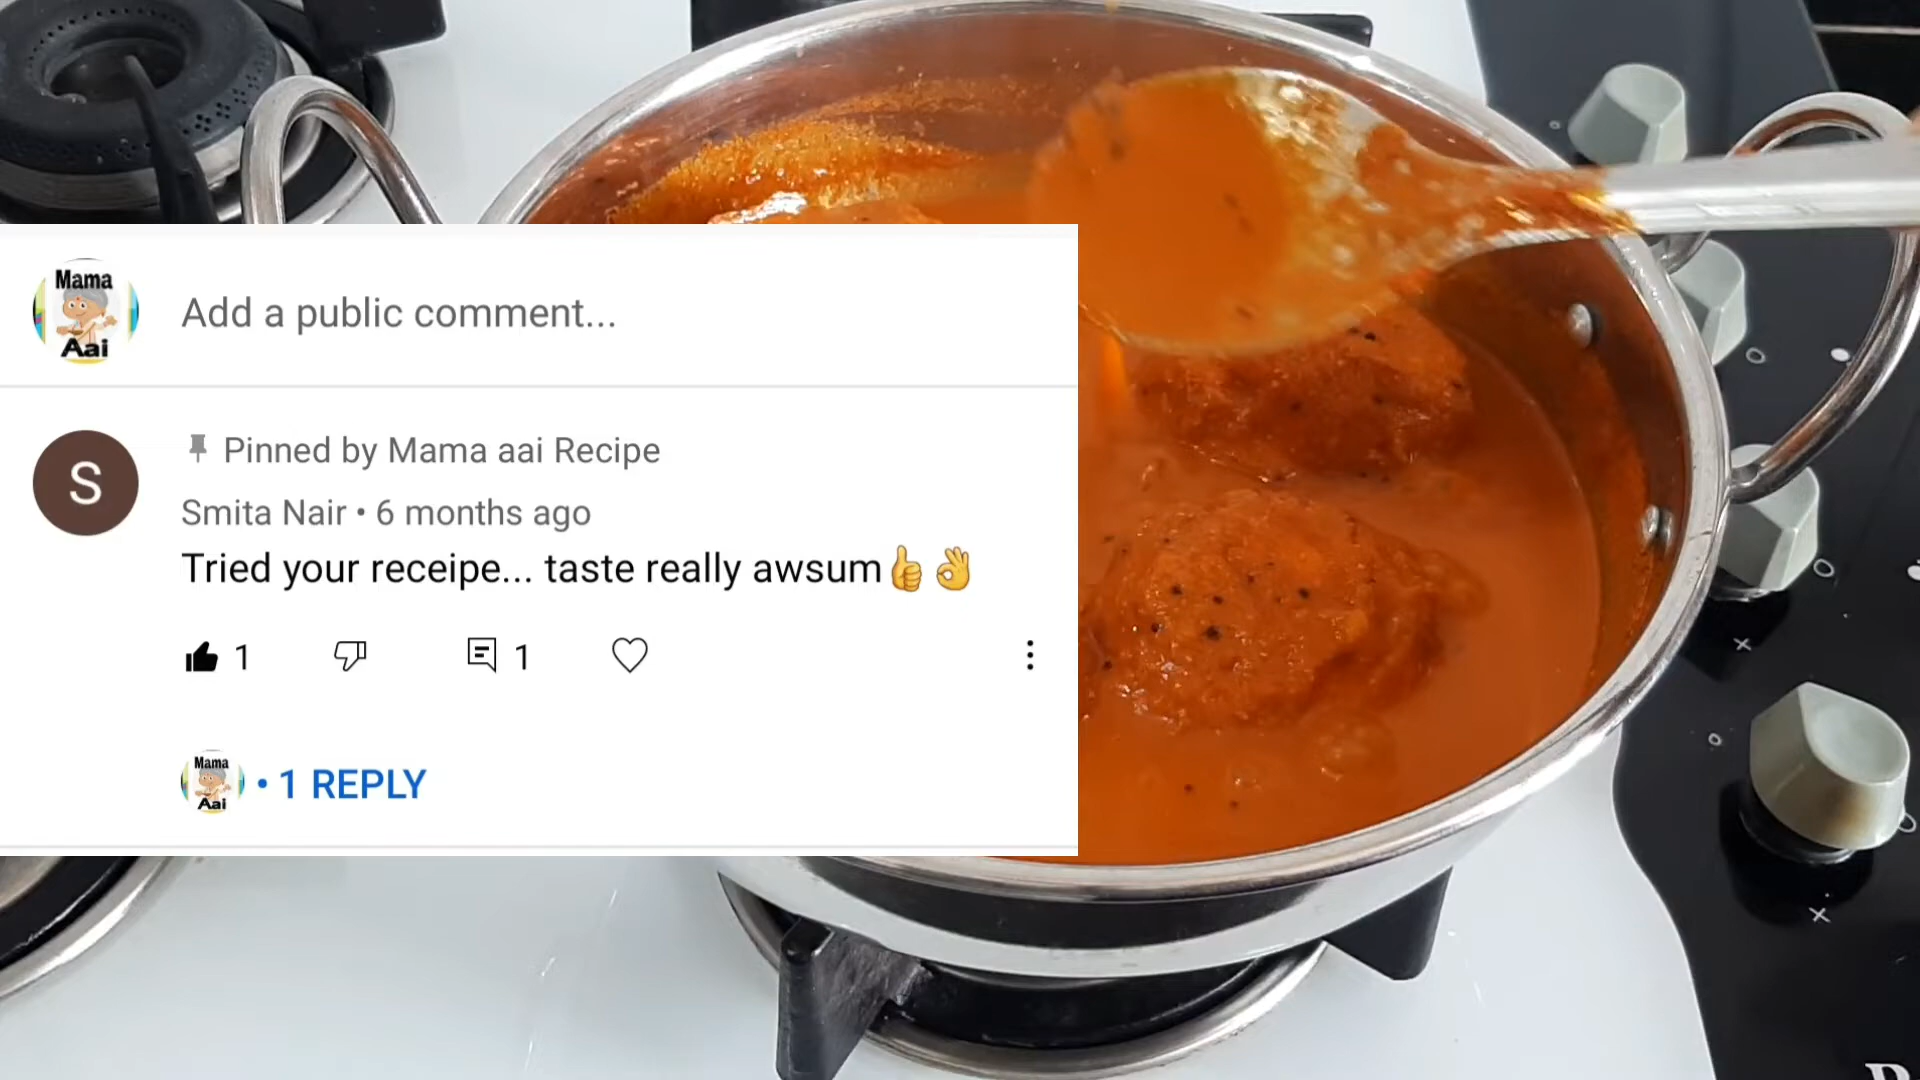 Mama
Aai
Add a public comment...
S
Pinned by Mama aai Recipe
Smita Nair • 6 months ago
Tried your receipe... taste really awsum👍👌
1
1
Mama
Aai
• 1 REPLY